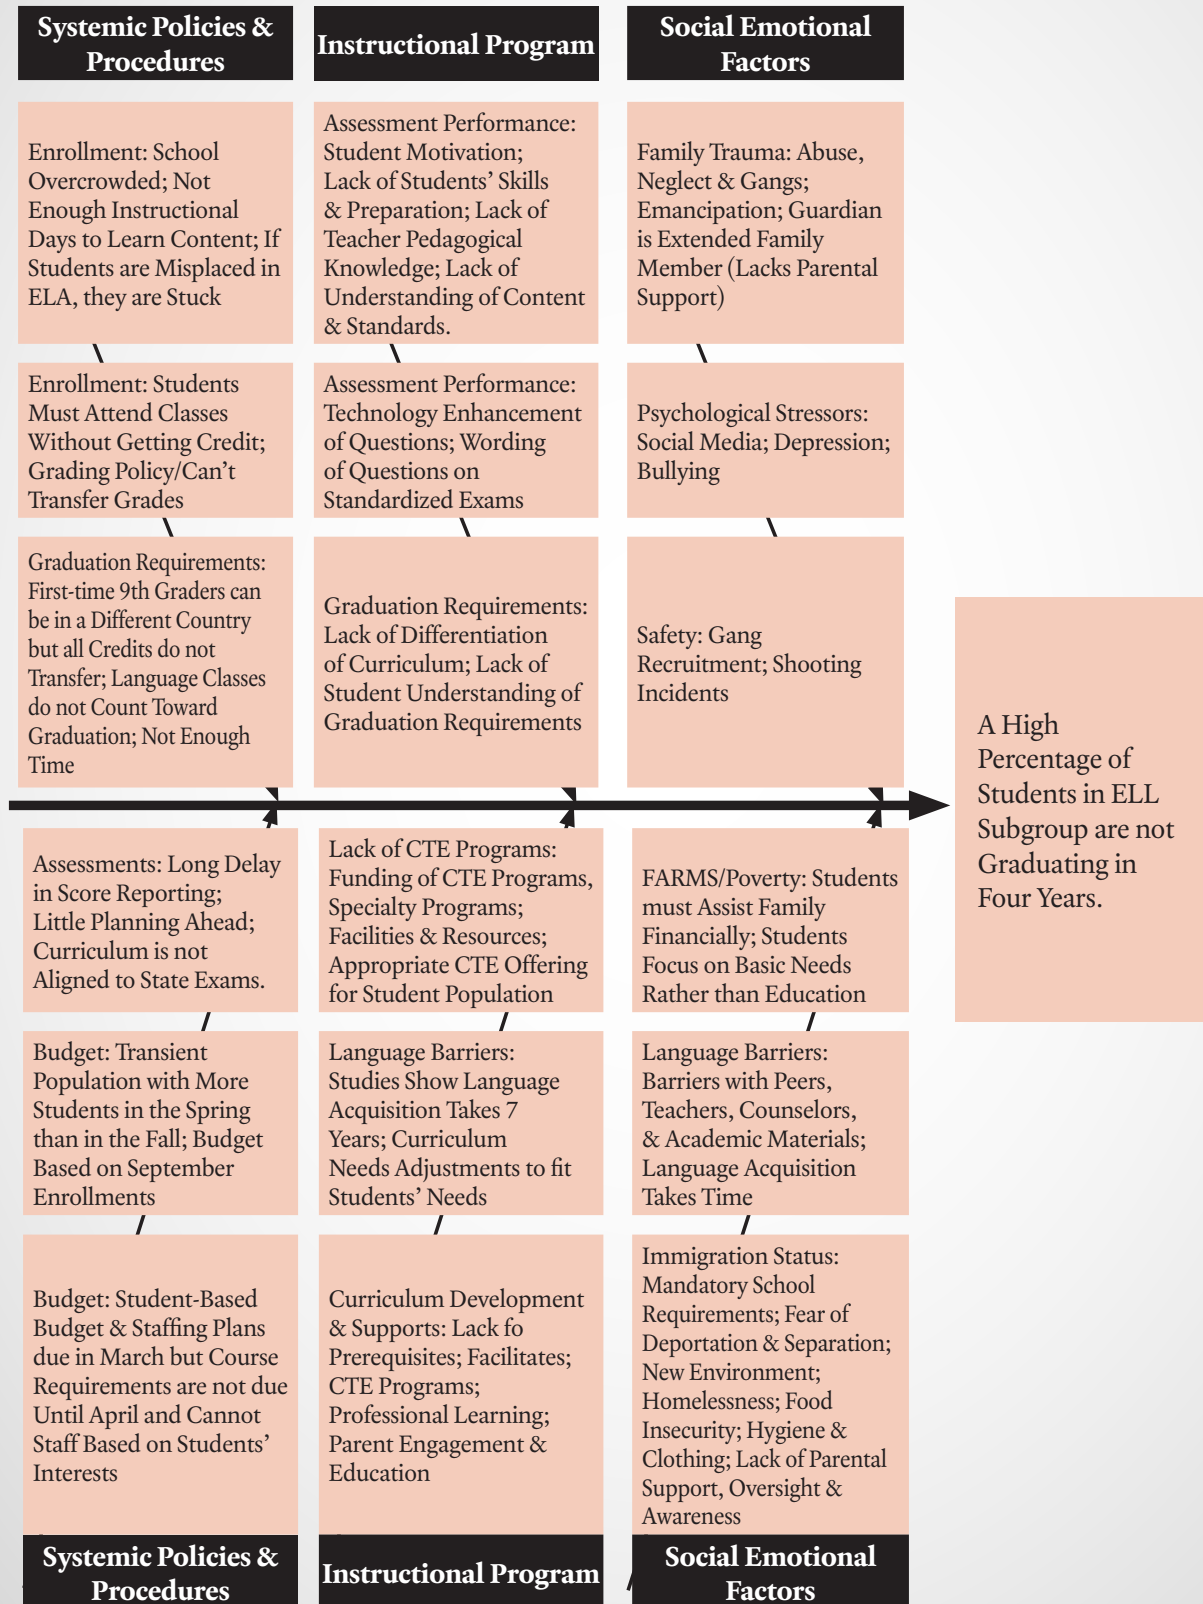 Systemic Policies &
Procedures
Instructional Program
Social Emotional
Factors
Enrollment: School
Overcrowded; Not
Enough Instructional
Days to Learn Content; If
Students are Misplaced in
ELA, they are Stuck
Assessment Performance:
Student Motivation;
Lack of Students’ Skills
& Preparation; Lack of
Teacher Pedagogical
Knowledge; Lack of
Understanding of Content
& Standards.
Family Trauma: Abuse,
Neglect & Gangs;
Emancipation; Guardian
is Extended Family
Member (Lacks Parental
Support)
Enrollment: Students
Must Attend Classes
Without Getting Credit;
Grading Policy/Can’t
Transfer Grades
Assessment Performance:
Technology Enhancement
of Questions; Wording
of Questions on
Standardized Exams
Psychological Stressors:
Social Media; Depression;
Bullying
Graduation Requirements:
First-time 9th Graders can
be in a Different Country
but all Credits do not
Transfer; Language Classes
do not Count Toward
Graduation; Not Enough
Time
Graduation Requirements:
Lack of Differentiation
of Curriculum; Lack of
Student Understanding of
Graduation Requirements
Safety: Gang
Recruitment; Shooting
Incidents
A High
Percentage of
Students in ELL
Subgroup are not
Graduating in
Four Years.
Assessments: Long Delay
in Score Reporting;
Little Planning Ahead;
Curriculum is not
Aligned to State Exams.
Lack of CTE Programs:
Funding of CTE Programs,
Specialty Programs;
Facilities & Resources;
Appropriate CTE Offering
for Student Population
FARMS/Poverty: Students
must Assist Family
Financially; Students
Focus on Basic Needs
Rather than Education
Budget: Transient
Population with More
Students in the Spring
than in the Fall; Budget
Based on September
Enrollments
Language Barriers:
Studies Show Language
Acquisition Takes 7
Years; Curriculum
Needs Adjustments to fit
Students’ Needs
Language Barriers:
Barriers with Peers,
Teachers, Counselors,
& Academic Materials;
Language Acquisition
Takes Time
Budget: Student-Based
Budget & Staffing Plans
due in March but Course
Requirements are not due
Until April and Cannot
Staff Based on Students’
Interests
Curriculum Development
& Supports: Lack fo
Prerequisites; Facilitates;
CTE Programs;
Professional Learning;
Parent Engagement &
Education
Immigration Status:
Mandatory School
Requirements; Fear of
Deportation & Separation;
New Environment;
Homelessness; Food
Insecurity; Hygiene &
Clothing; Lack of Parental
Support, Oversight &
Awareness
Systemic Policies &
Procedures
Instructional Program
Social Emotional
Factors